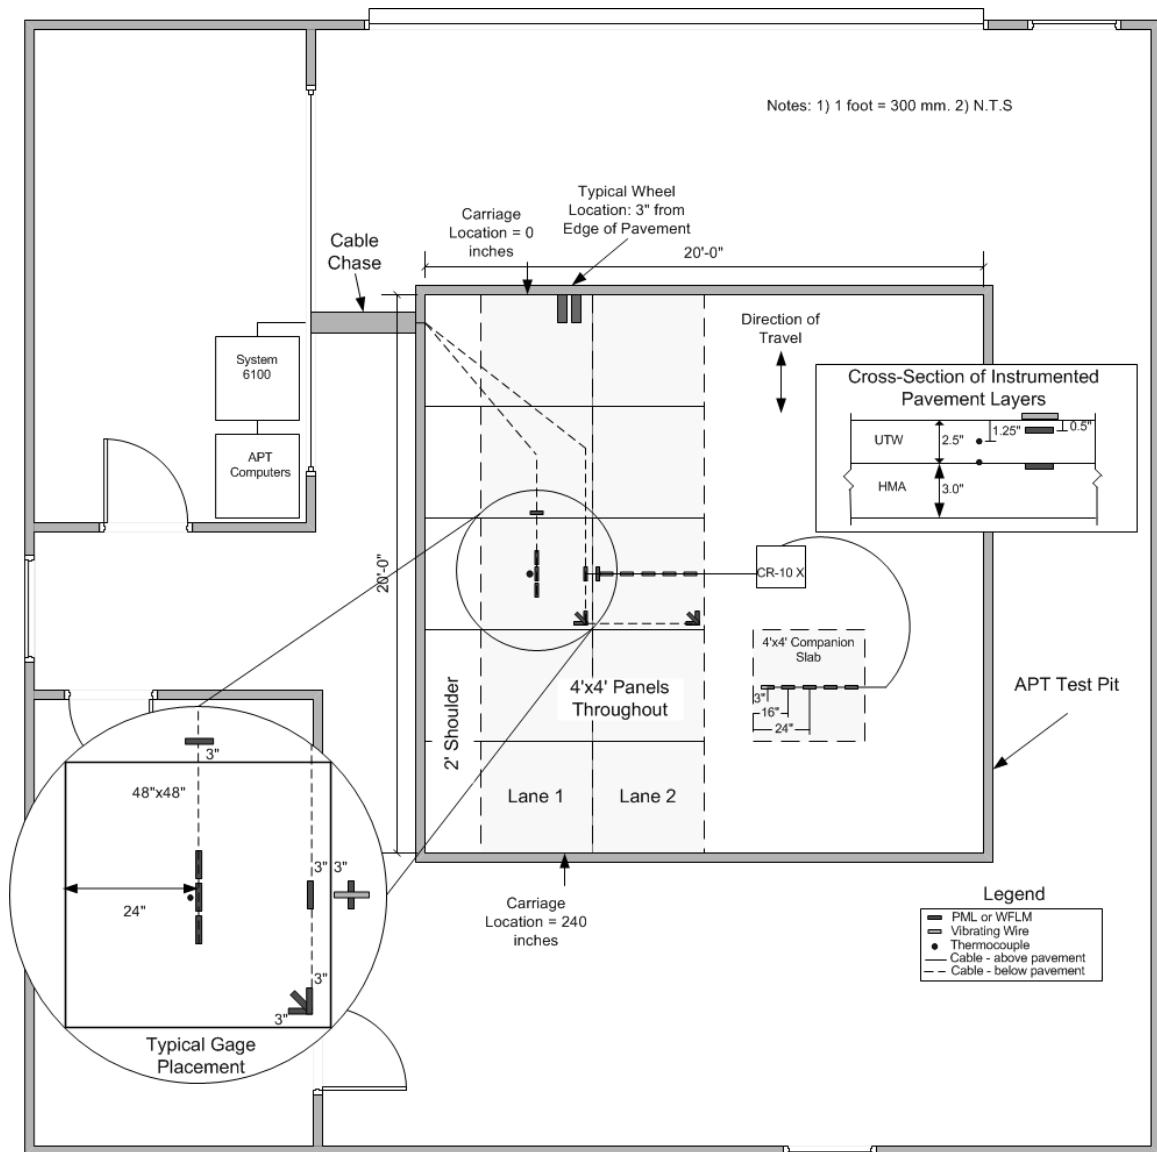 Notes: 1) 1 foot = 300 mm. 2) N.T.S
Typical Wheel
Location: 3" from
Edge of Pavement
Carriage
Location = 0
inches
Cable
Chase
20'-0"
Direction of
Travel
System
6100
APT
Computers
Cross-Section of Instrumented
Pavement Layers
UTW
2.5"
1.25"
0.5"
HMA
3.0"
20'-0"
CR-10 X
4'x4' Companion
Slab
3"
16"
24"
APT Test Pit
2' Shoulder
4'x4' Panels
Throughout
Lane 1
Lane 2
3"
48"x48"
3"
3"
24"
3"
3"
Typical Gage
Placement
Carriage
Location = 240
inches
Legend
PML or WFLM
Vibrating Wire
Thermocouple
Cable - above pavement
Cable - below pavement